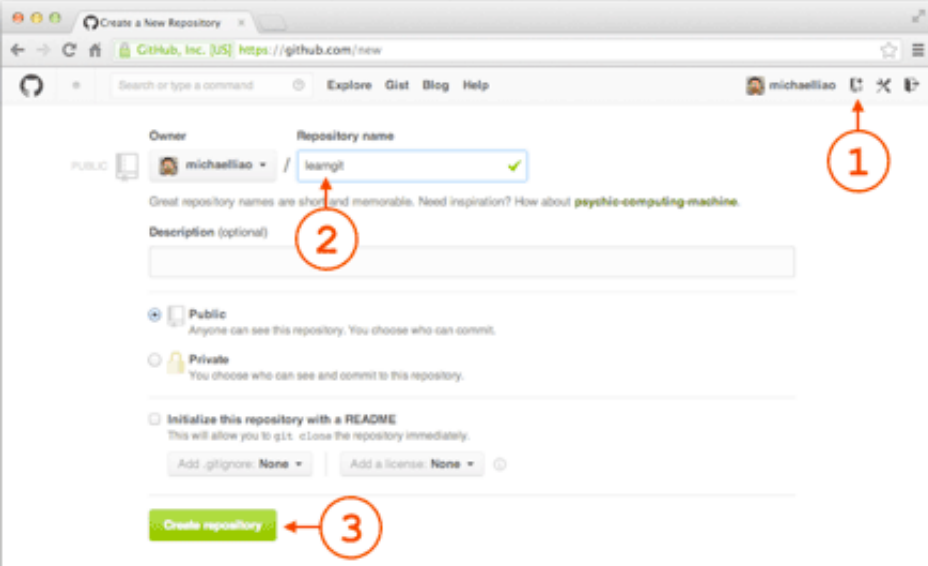 Create a New Repository ×
GitHub, Inc. [US] https://github.com/new
Search or type a command Explore Gist Blog Help michaelliao
1
Owner Repository name
PUBLIC michaelliao / learngit
Great repository names are short and memorable. Need inspiration? How about psychic-computing-machine.
2
Description (optional)
Public
Anyone can see this repository. You choose who can commit.
Private
You choose who can see and commit to this repository.
Initialize this repository with a README
This will allow you to git clone the repository immediately.
Add .gitignore: None Add a license: None
Create repository 3